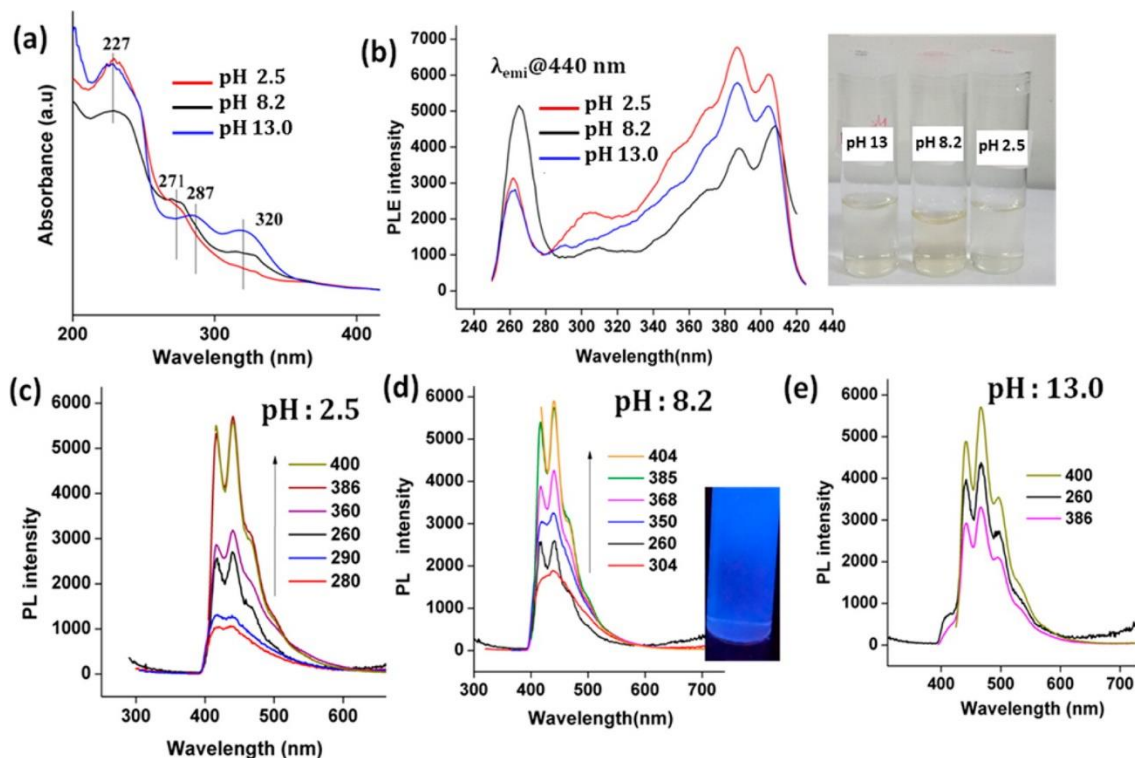 (a)
227
pH 2.5
pH 8.2
pH 13.0
271
287
320
Absorbance (a.u)
200
300
400
Wavelength (nm)
(b)
λemi@440 nm
pH 2.5
pH 8.2
pH 13.0
PLE intensity
7000
6000
5000
4000
3000
2000
1000
0
240 260 280 300 320 340 360 380 400 420 440
Wavelength(nm)
pH 13
pH 8.2
pH 2.5
(c)
pH : 2.5
400
386
360
260
290
280
PL intensity
6000
5000
4000
3000
2000
1000
0
300 400 500 600
Wavelength (nm)
(d)
pH : 8.2
404
385
368
350
260
304
PL intensity
6000
5000
4000
3000
2000
1000
0
300 400 500 600 700
Wavelength(nm)
(e)
pH : 13.0
400
260
386
PL intensity
6000
5000
4000
3000
2000
1000
0
400 500 600 700
Wavelength (nm)